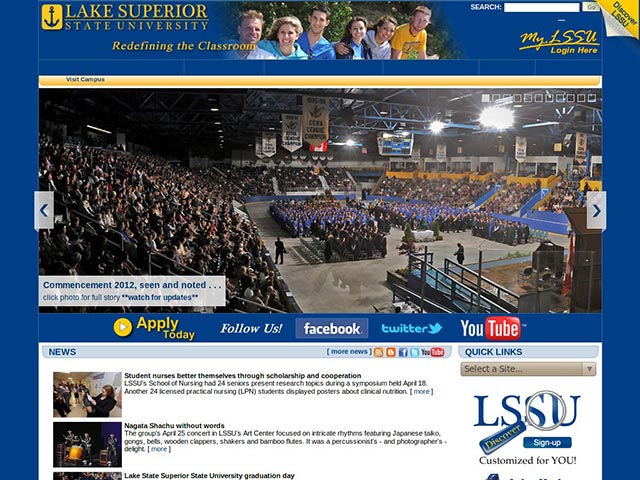 LAKE SUPERIOR
STATE UNIVERSITY
Redefining the Classroom
SEARCH:
Go
Discover
LSSU
My.LSSU
Login Here
Visit Campus
Commencement 2012, seen and noted . . .
click photo for full story **watch for updates**
Apply
Today
Follow Us!
facebook.
twitter
YouTube
NEWS
[ more news ]
YouTube
QUICK LINKS
Select a Site...
Student nurses better themselves through scholarship and cooperation
LSSU's School of Nursing had 24 seniors present research topics during a symposium held April 18.
Another 24 licensed practical nursing (LPN) students displayed posters about clinical nutrition. [ more ]
Nagata Shachu without words
The group's April 25 concert in LSSU's Art Center focused on intricate rhythms featuring Japanese taiko,
gongs, bells, wooden clappers, shakers and bamboo flutes. It was a percussionist's - and photographer's -
delight. [ more ]
Lake State Superior State University graduation day
LSSU
Discover
Sign-up
Customized for YOU!